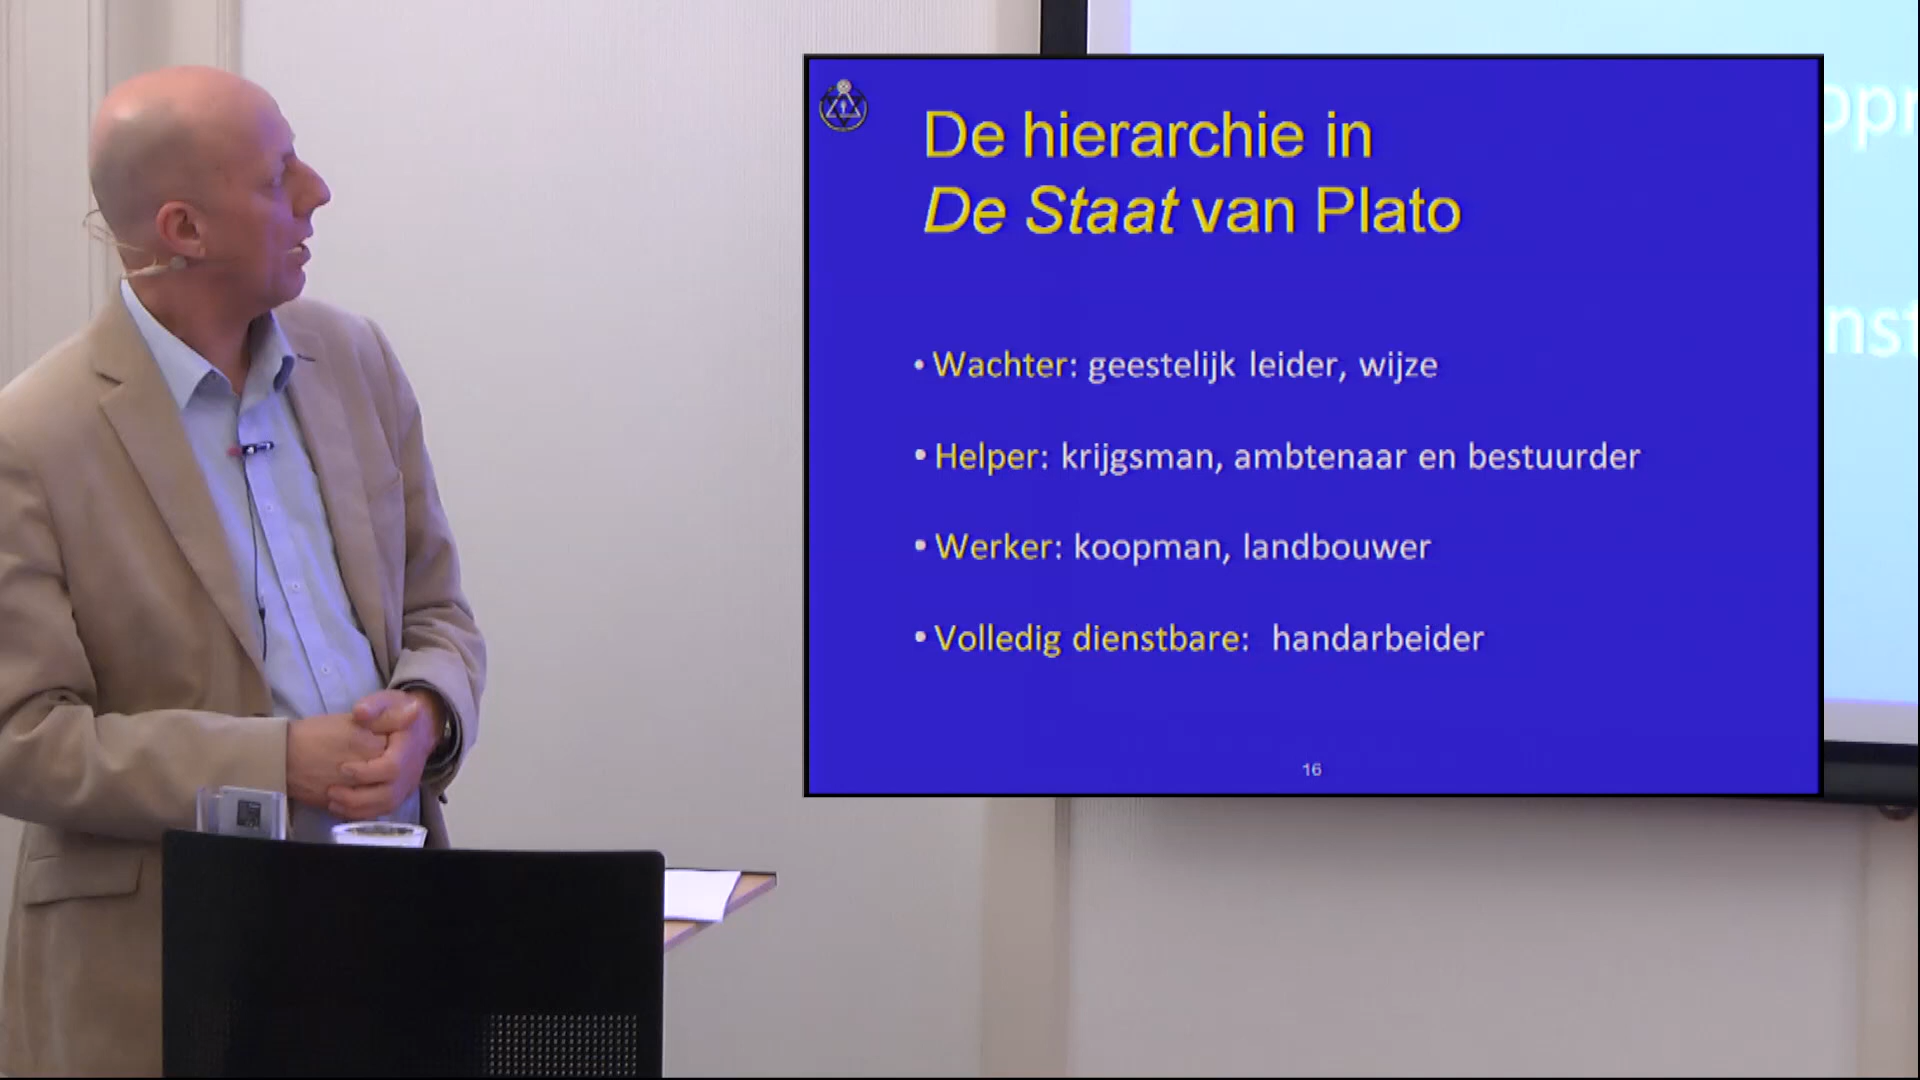 De hierarchie in
De Staat van Plato
• Wachter: geestelijk leider, wijze
• Helper: krijgsman, ambtenaar en bestuurder
• Werker: koopman, landbouwer
• Volledig dienstbare: handarbeider
16